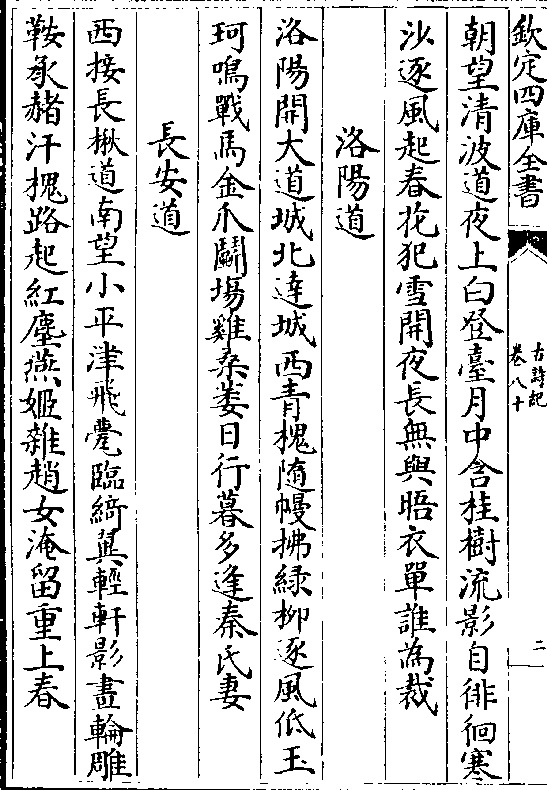 欽定四庫全書
古詩紀
卷八十
二
朝望清波道夜上白登臺月中含桂樹流影自徘徊寒
沙逐風起春花犯雪開夜長無與晤衣單誰為裁
洛陽道
洛陽開大道城北達城西青槐随幔拂綠柳逐風低玉
珂鳴戰馬金爪鬭塲雞桑萎日行暮多逢秦氏妻
長安道
西接長楸道南望小平津飛甍臨綺翼輕軒影畫輪雕
鞍承赭汗槐路起紅塵燕姬雜趙女淹留重上春